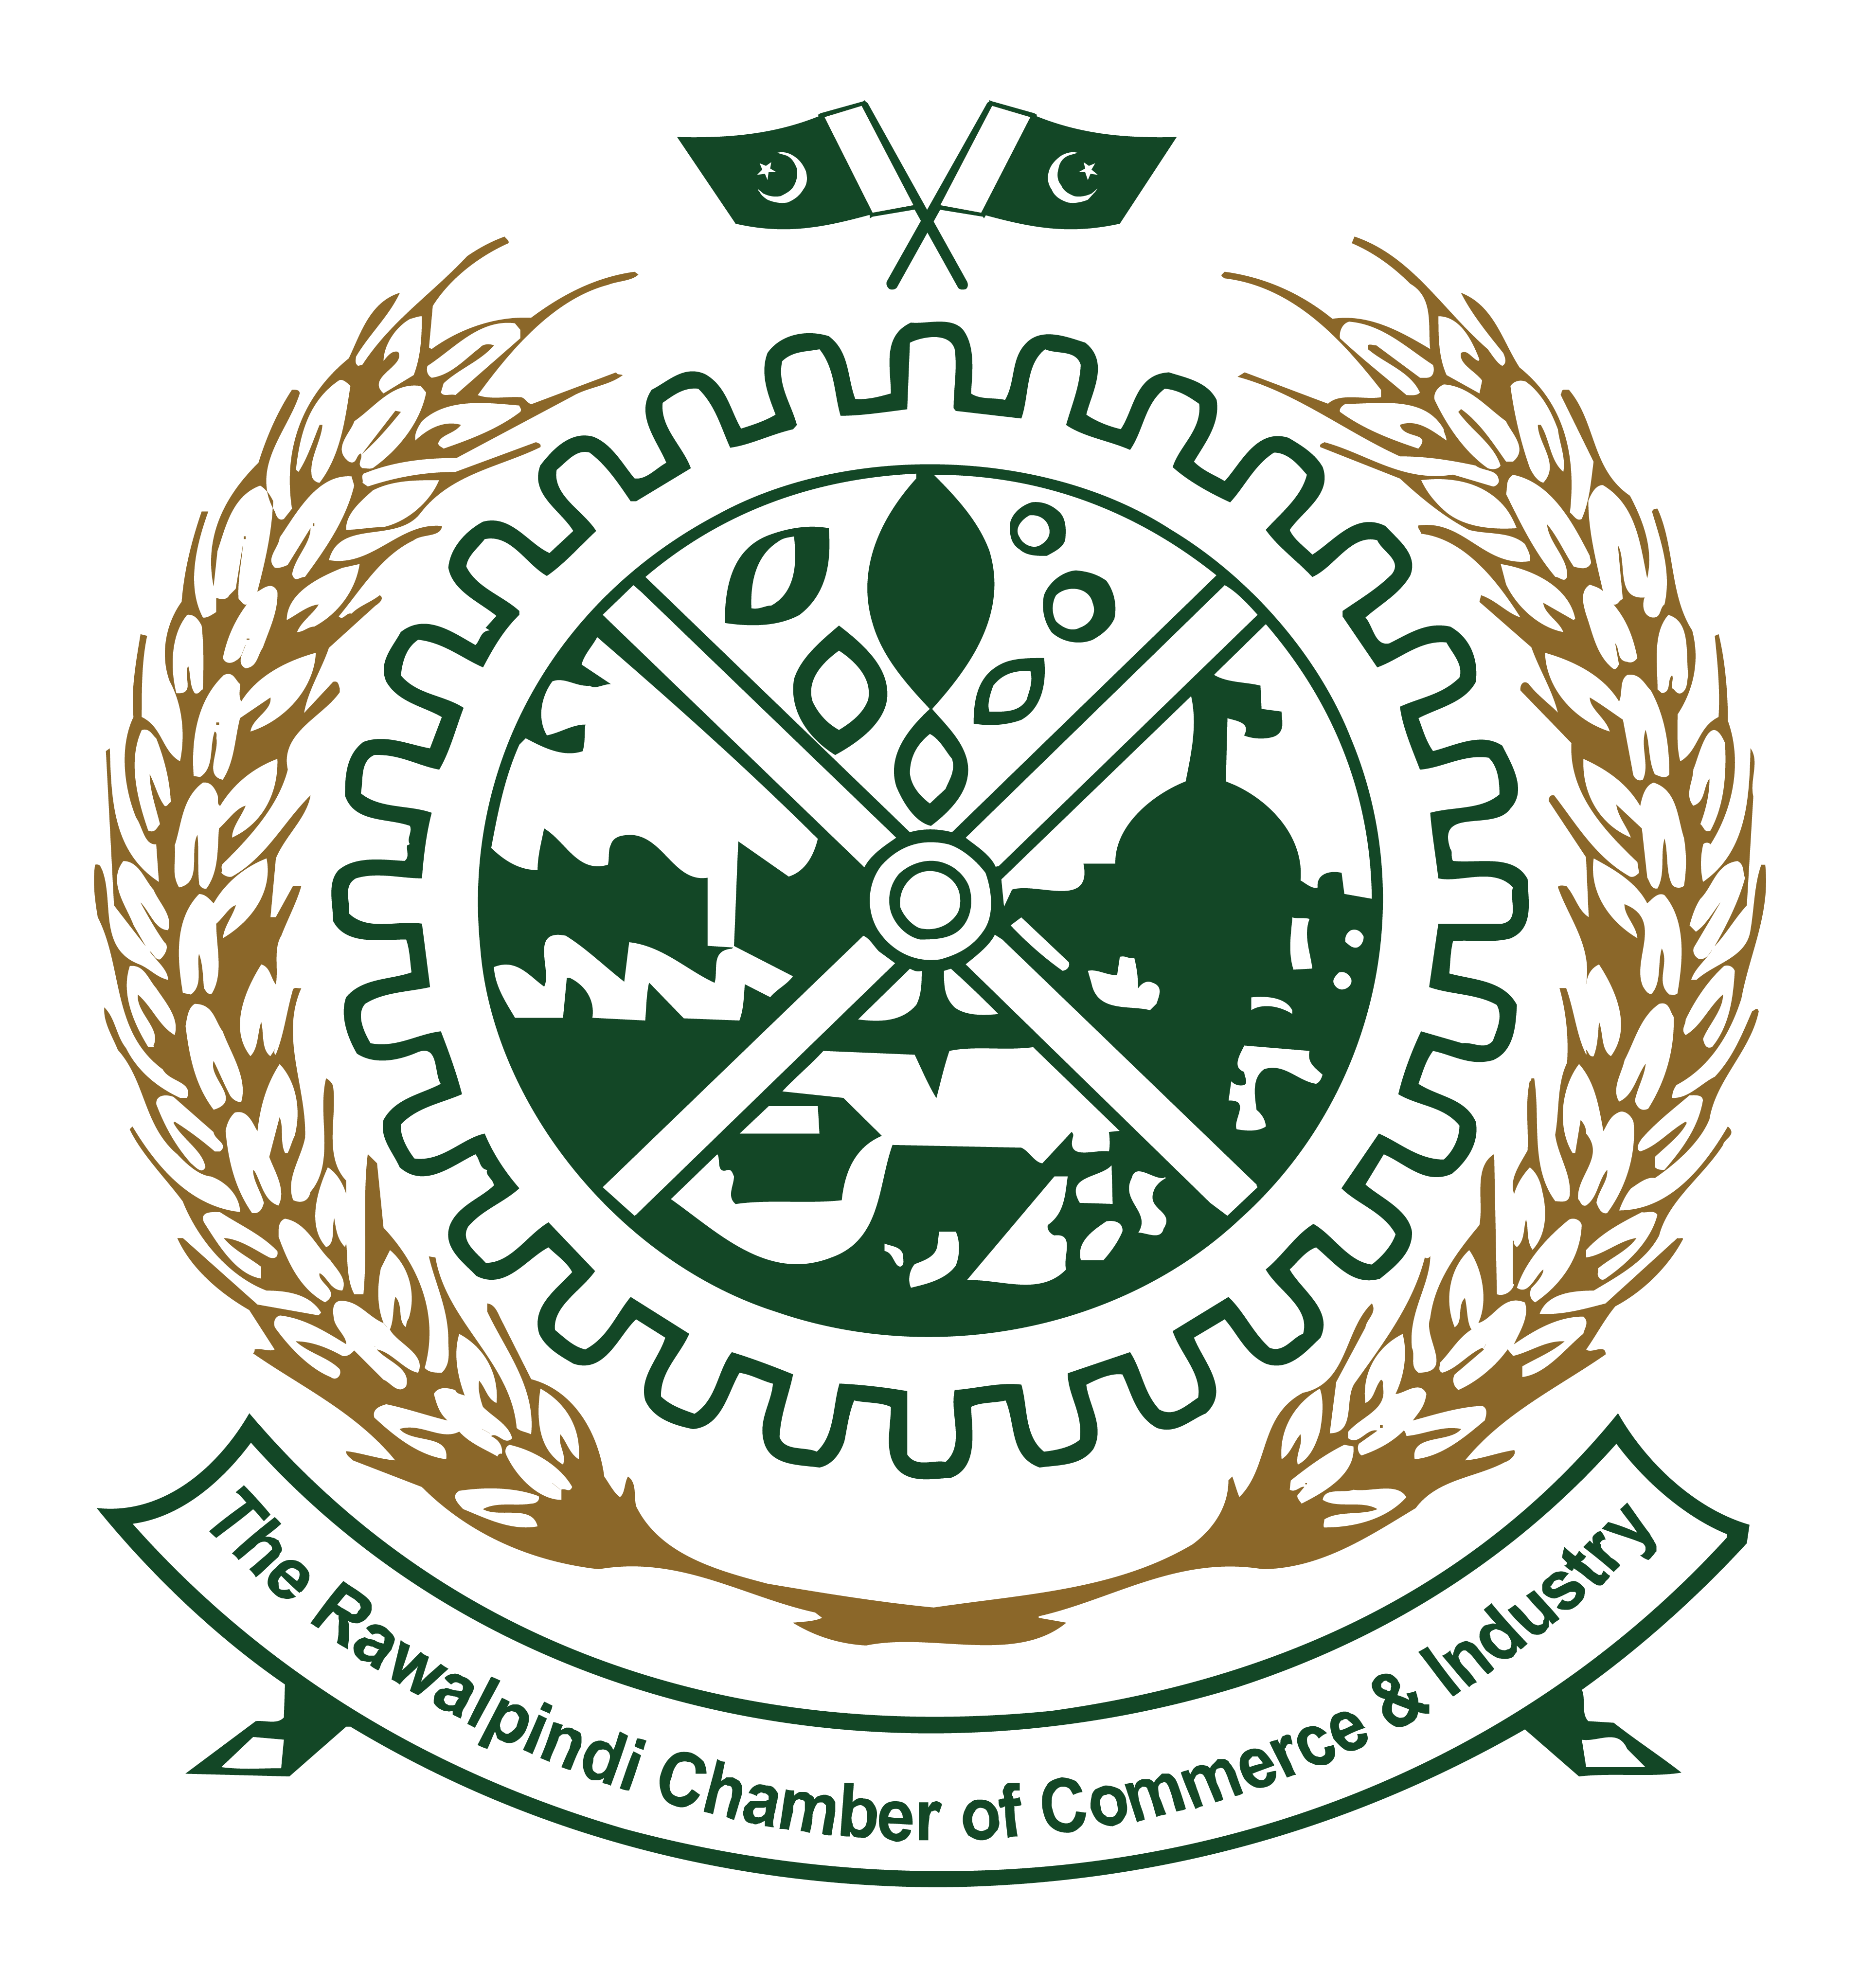 The Rawalpindi Chamber of Commerce & Industry